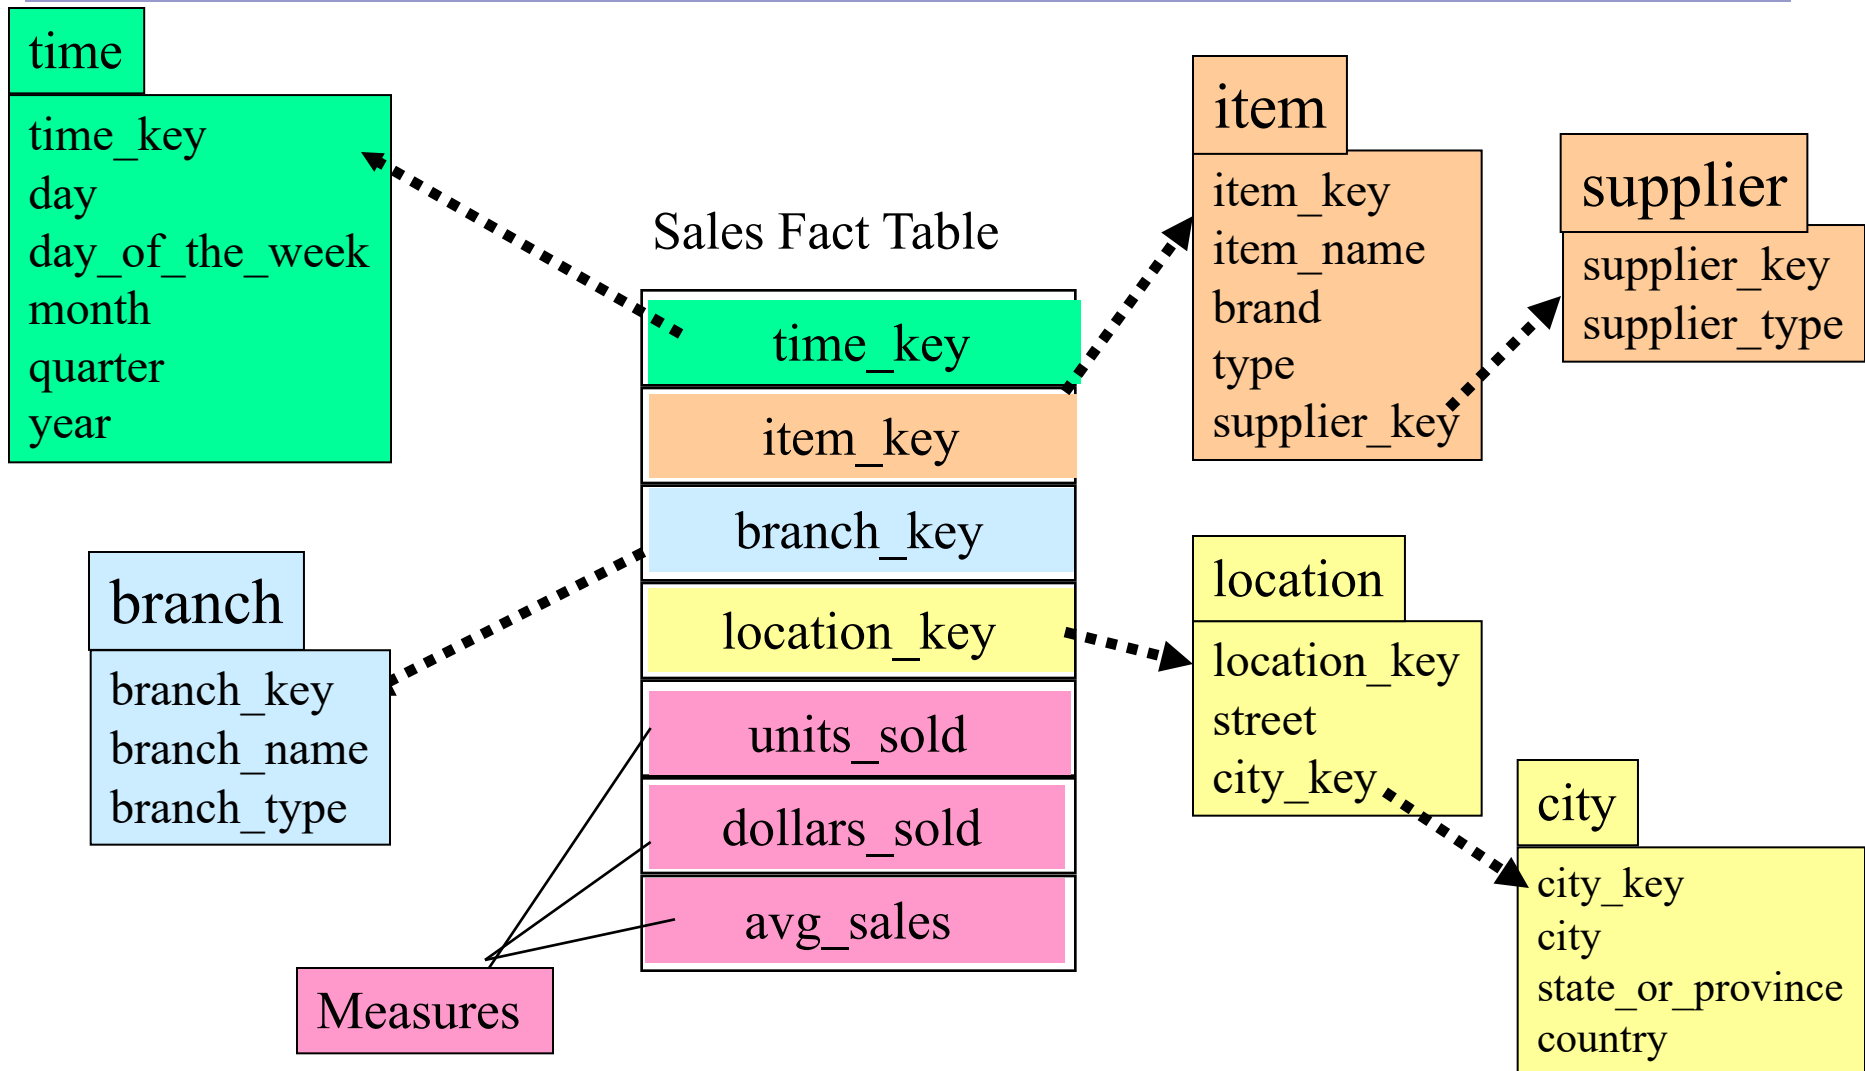 time
time_key
day
day_of_the_week
month
quarter
year
Sales Fact Table
time_key
item_key
branch_key
location_key
units_sold
dollars_sold
avg_sales
Measures
branch
branch_key
branch_name
branch_type
item
item_key
item_name
brand
type
supplier_key
supplier
supplier_key
supplier_type
location
location_key
street
city_key
city
city_key
city
state_or_province
country